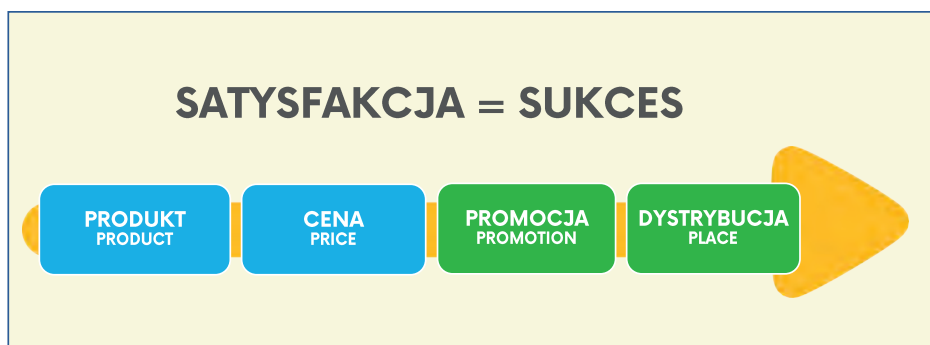 SATYSFAKCJA = SUKCES
PRODUKT
PRODUCT
CENA
PRICE
PROMOCJA
PROMOTION
DYSTRYBUCJA
PLACE